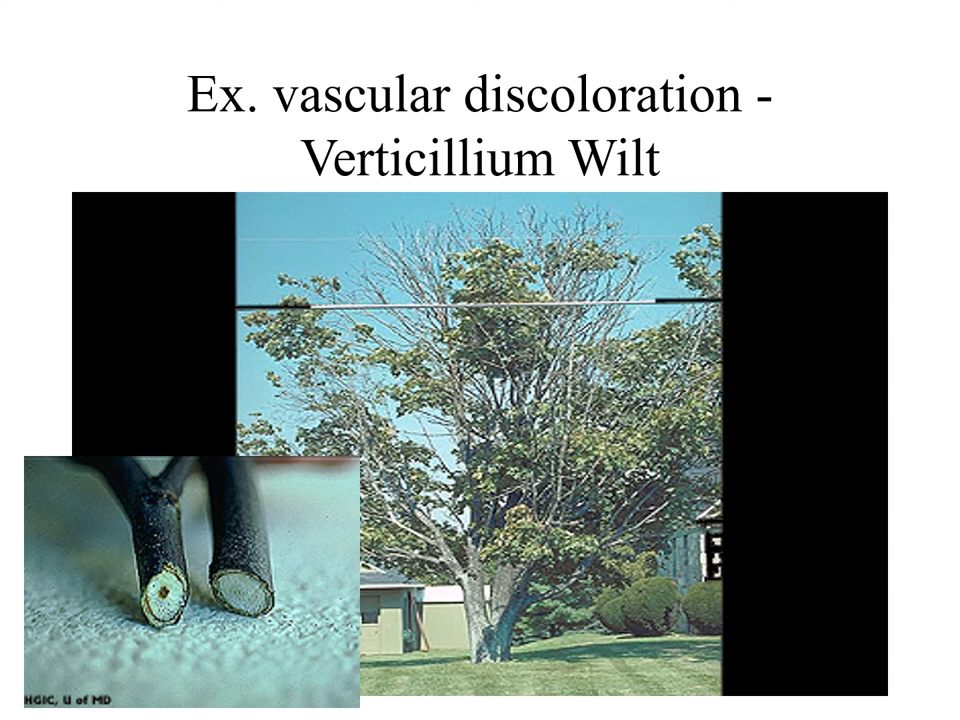 Ex. vascular discoloration -
Verticillium Wilt
HGIC, U of MD